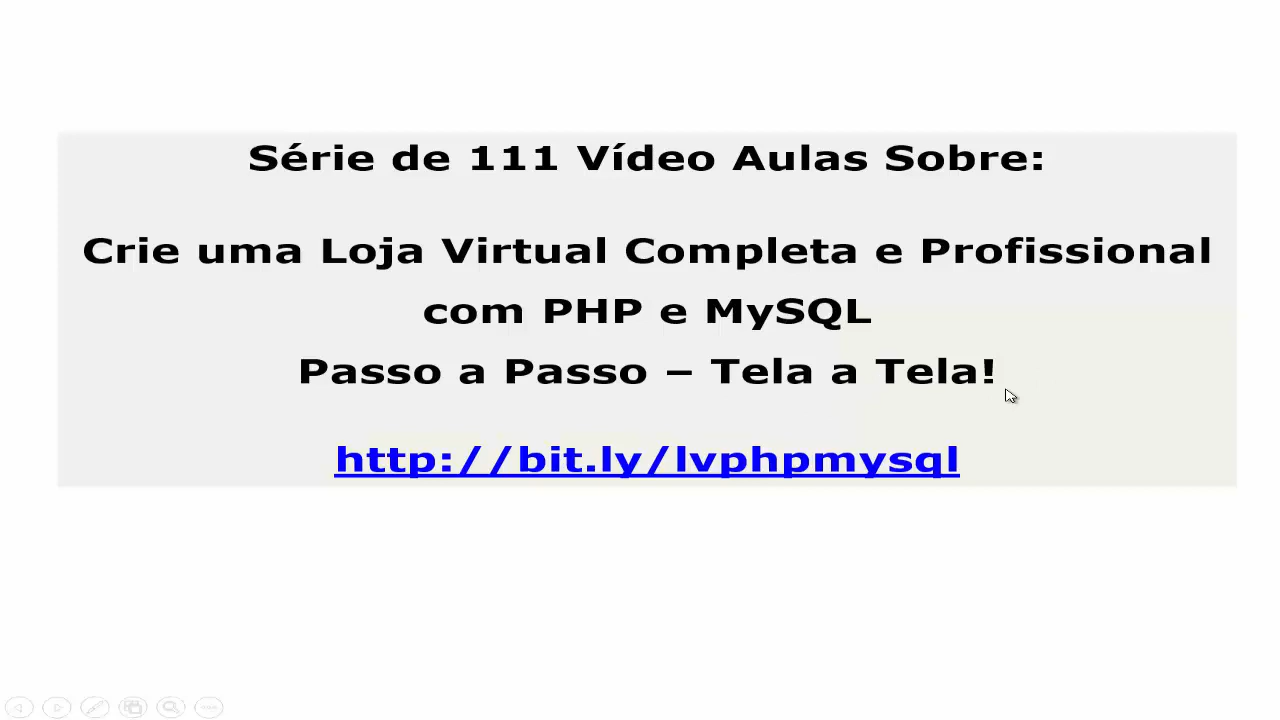 Série de 111 Vídeo Aulas Sobre:
Crie uma Loja Virtual Completa e Profissional
com PHP e MySQL
Passo a Passo – Tela a Tela!
http://bit.ly/lvphpmysql